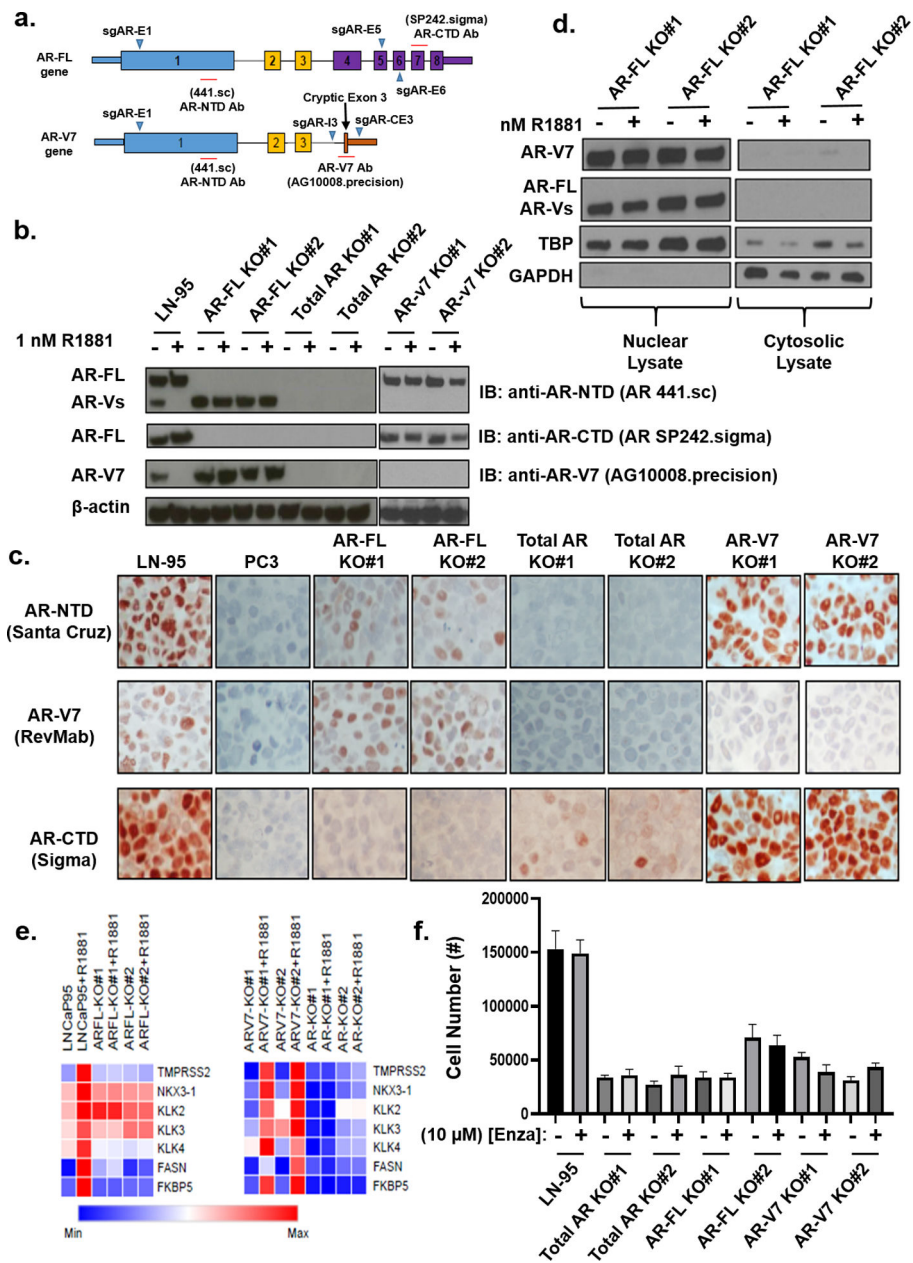 a.
(SP242.sigma)
AR-CTD Ab
sgAR-E1
sgAR-E5
AR-FL
gene
1
2
3
4
5
6
7
8
(441.sc)
AR-NTD Ab
sgAR-E6
Cryptic Exon 3
sgAR-E1
sgAR-I3
sgAR-CE3
AR-V7
gene
1
2
3
(441.sc)
AR-NTD Ab
AR-V7 Ab
(AG10008.precision)
b.
LN-95
AR-FL KO#1
AR-FL KO#2
Total AR KO#1
Total AR KO#2
AR-v7 KO#1
AR-v7 KO#2
1 nM R1881
- + - + - + - + - + - + - +
AR-FL
AR-Vs
IB: anti-AR-NTD (AR 441.sc)
AR-FL
IB: anti-AR-CTD (AR SP242.sigma)
AR-V7
IB: anti-AR-V7 (AG10008.precision)
β-actin
d.
AR-FL KO#1
AR-FL KO#2
AR-FL KO#1
AR-FL KO#2
nM R1881
- + - + - + - +
AR-V7
AR-FL
AR-Vs
TBP
GAPDH
Nuclear
Lysate
Cytosolic
Lysate
c.
LN-95
PC3
AR-FL
KO#1
AR-FL
KO#2
Total AR
KO#1
Total AR
KO#2
AR-V7
KO#1
AR-V7
KO#2
AR-NTD
(Santa Cruz)
AR-V7
(RevMab)
AR-CTD
(Sigma)
e.
LNCaP95
LNCaP95+R1881
ARFL-KO#1
ARFL-KO#1+R1881
ARFL-KO#2
ARFL-KO#2+R1881
TMPRSS2
NKX3-1
KLK2
KLK3
KLK4
FASN
FKBP5
ARV7-KO#1
ARV7-KO#1+R1881
ARV7-KO#2
ARV7-KO#2+R1881
AR-KO#1
AR-KO#1+R1881
AR-KO#2
AR-KO#2+R1881
TMPRSS2
NKX3-1
KLK2
KLK3
KLK4
FASN
FKBP5
Min
Max
f.
Cell Number (#)
200000
150000
100000
50000
0
(10 µM) [Enza]:
- + - + - + - + - + - + - +
LN-95
Total AR KO#1
Total AR KO#2
AR-FL KO#1
AR-FL KO#2
AR-V7 KO#1
AR-V7 KO#2